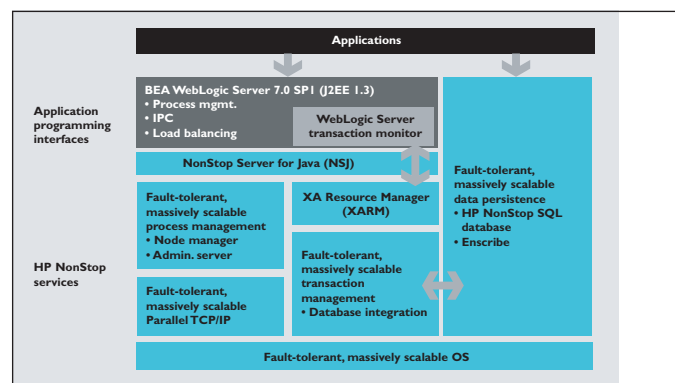 Applications
Application
programming
interfaces
BEA WebLogic Server 7.0 SP1 (J2EE 1.3)
• Process mgmt.
• IPC
• Load balancing
WebLogic Server
transaction monitor
NonStop Server for Java (NSJ)
HP NonStop
services
Fault-tolerant,
massively scalable
process management
• Node manager
• Admin. server
Fault-tolerant,
massively scalable
Parallel TCP/IP
XA Resource Manager
(XARM)
Fault-tolerant,
massively scalable
transaction
management
• Database integration
Fault-tolerant,
massively scalable
data persistence
• HP NonStop SQL
database
• Enscribe
Fault-tolerant, massively scalable OS